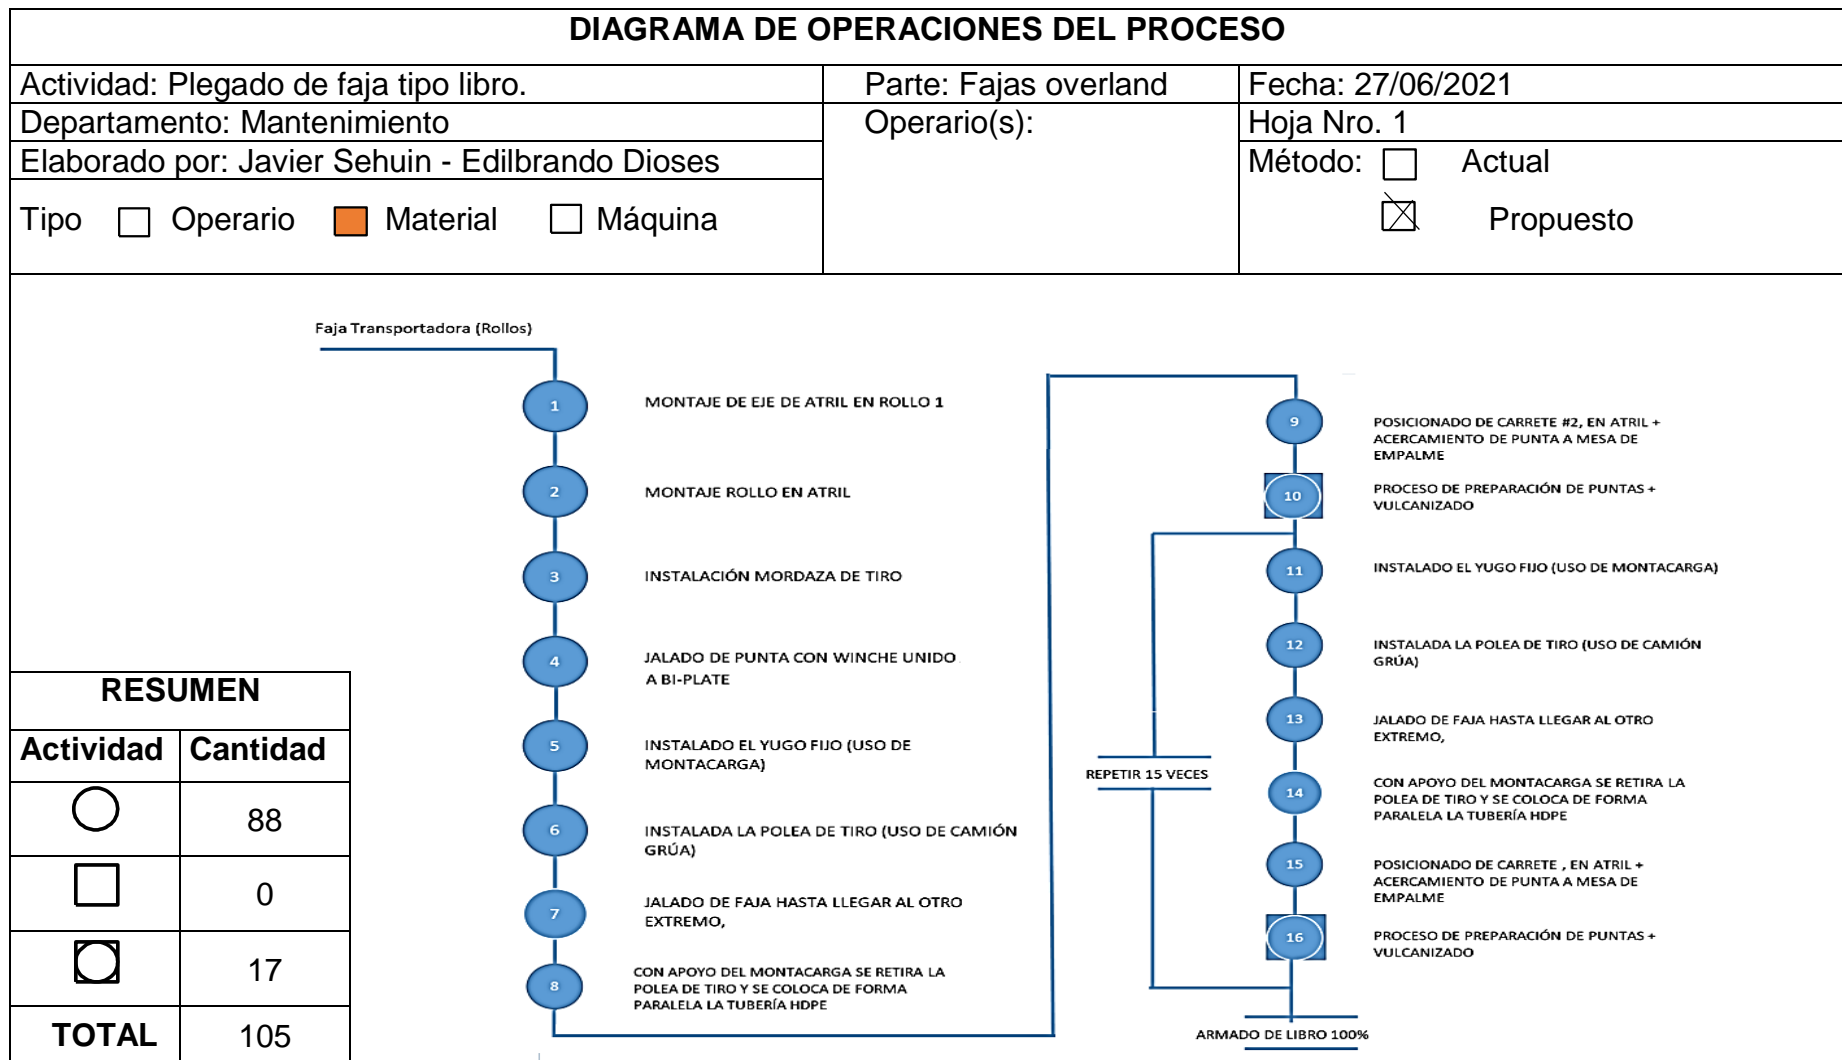 DIAGRAMA DE OPERACIONES DEL PROCESO
Actividad: Plegado de faja tipo libro.
Parte: Fajas overland
Fecha: 27/06/2021
Departamento: Mantenimiento
Operario(s):
Hoja Nro. 1
Elaborado por: Javier Sehuin - Edilbrando Dioses
Método: Actual
Propuesto
Tipo Operario Material Máquina
Faja Transportadora (Rollos)
1 MONTAJE DE EJE DE ATRIL EN ROLLO 1
2 MONTAJE ROLLO EN ATRIL
3 INSTALACIÓN MORDAZA DE TIRO
4 JALADO DE PUNTA CON WINCHE UNIDO
A BI-PLATE
5 INSTALADO EL YUGO FIJO (USO DE
MONTACARGA)
6 INSTALADA LA POLEA DE TIRO (USO DE CAMIÓN
GRÚA)
7 JALADO DE FAJA HASTA LLEGAR AL OTRO
EXTREMO,
8 CON APOYO DEL MONTACARGA SE RETIRA LA
POLEA DE TIRO Y SE COLOCA DE FORMA
PARALELA LA TUBERÍA HDPE
9 POSICIONADO DE CARRETE #2, EN ATRIL +
ACERCAMIENTO DE PUNTA A MESA DE
EMPALME
10 PROCESO DE PREPARACIÓN DE PUNTAS +
VULCANIZADO
11 INSTALADO EL YUGO FIJO (USO DE MONTACARGA)
12 INSTALADA LA POLEA DE TIRO (USO DE CAMIÓN
GRÚA)
13 JALADO DE FAJA HASTA LLEGAR AL OTRO
EXTREMO,
REPETIR 15 VECES
14 CON APOYO DEL MONTACARGA SE RETIRA LA
POLEA DE TIRO Y SE COLOCA DE FORMA
PARALELA LA TUBERÍA HDPE
15 POSICIONADO DE CARRETE , EN ATRIL +
ACERCAMIENTO DE PUNTA A MESA DE
EMPALME
16 PROCESO DE PREPARACIÓN DE PUNTAS +
VULCANIZADO
ARMADO DE LIBRO 100%
RESUMEN
Actividad Cantidad
88
0
17
TOTAL 105